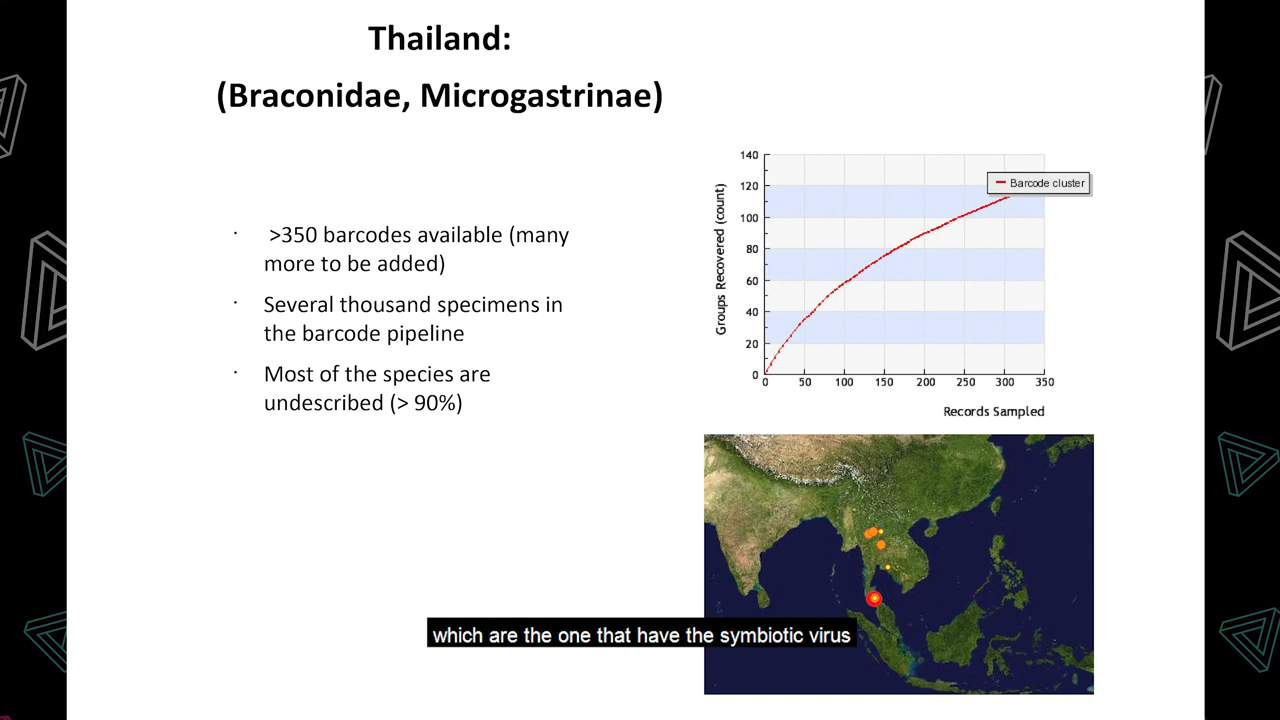 Thailand:
(Braconidae, Microgastrinae)
· >350 barcodes available (many
more to be added)
· Several thousand specimens in
the barcode pipeline
· Most of the species are
undescribed (> 90%)
140
120
100
80
60
40
20
0
Groups Recovered (count)
Barcode cluster
0 50 100 150 200 250 300 350
Records Sampled
which are the one that have the symbiotic virus